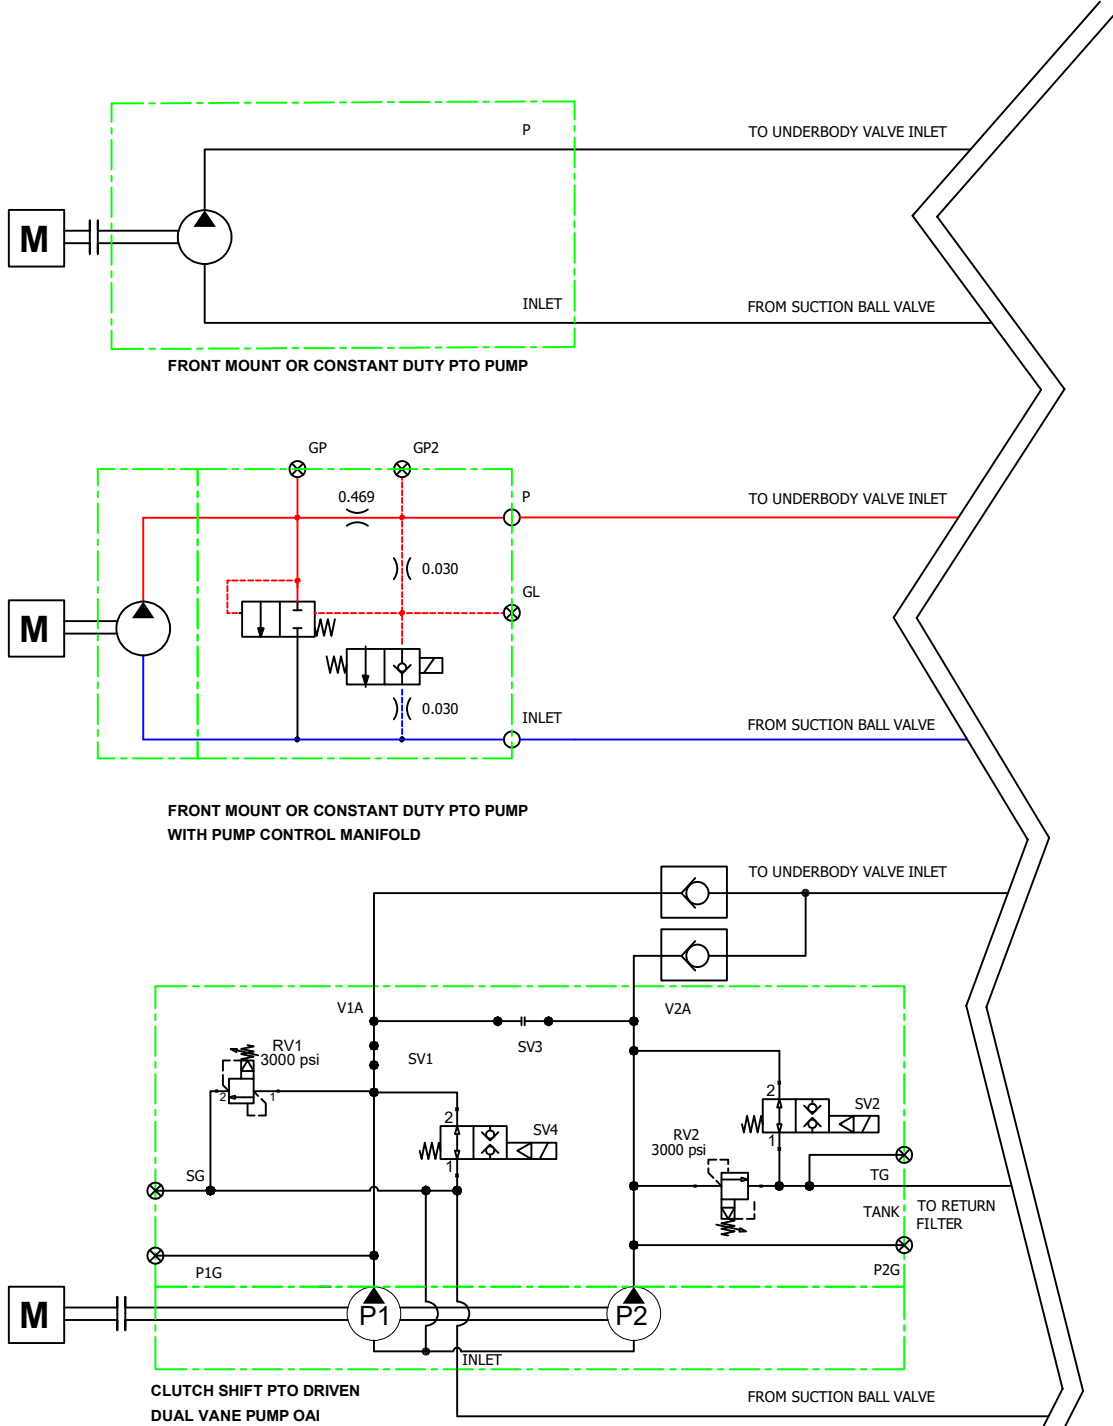 P
TO UNDERBODY VALVE INLET
M
INLET
FROM SUCTION BALL VALVE
FRONT MOUNT OR CONSTANT DUTY PTO PUMP
GP
GP2
0.469
P
TO UNDERBODY VALVE INLET
0.030
GL
M
0.030
INLET
FROM SUCTION BALL VALVE
FRONT MOUNT OR CONSTANT DUTY PTO PUMP
WITH PUMP CONTROL MANIFOLD
TO UNDERBODY VALVE INLET
V1A
V2A
RV1
3000 psi
SV1
SV3
2
1
2
SV4
1
2
SV2
1
RV2
3000 psi
SG
TG
TANK
TO RETURN
FILTER
P1G
P2G
M
P1
P2
INLET
CLUTCH SHIFT PTO DRIVEN
DUAL VANE PUMP OAI
FROM SUCTION BALL VALVE